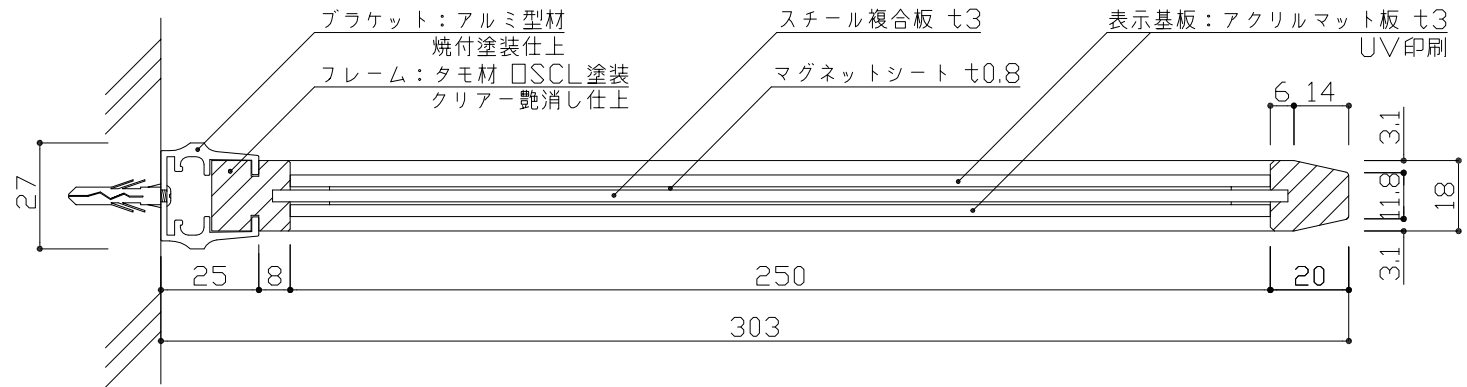 ブラケット：アルミ型材
焼付塗装仕上
フレーム：タモ材 □SCL塗装
クリアー艶消し仕上
スチール複合板 t3
マグネットシート t0.8
表示基板：アクリルマット板 t3
UV印刷
6
14
3.1
27
11.8
18
3.1
25
8
250
20
303